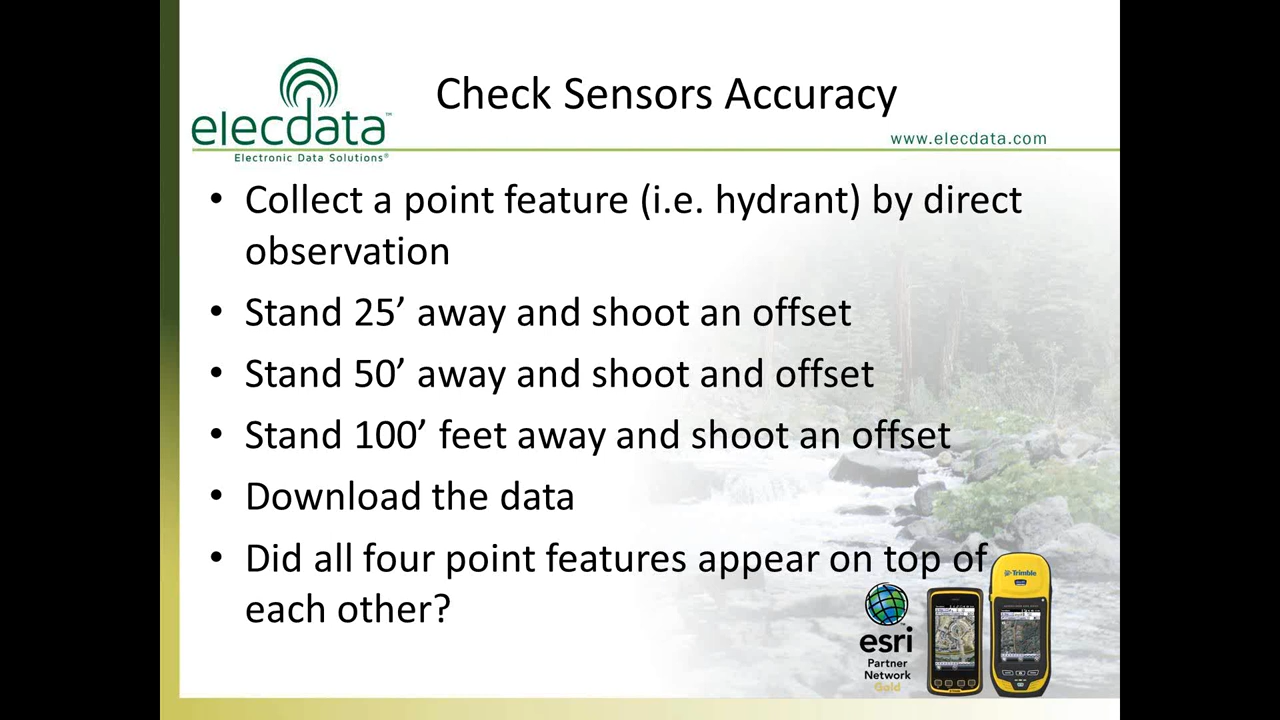 Check Sensors Accuracy
elecdata™
www.elecdata.com
Electronic Data Solutions®
• Collect a point feature (i.e. hydrant) by direct
observation
• Stand 25’ away and shoot an offset
• Stand 50’ away and shoot and offset
• Stand 100’ feet away and shoot an offset
• Download the data
• Did all four point features appear on top of
each other?
Trimble
esri
Partner
Network
Gold